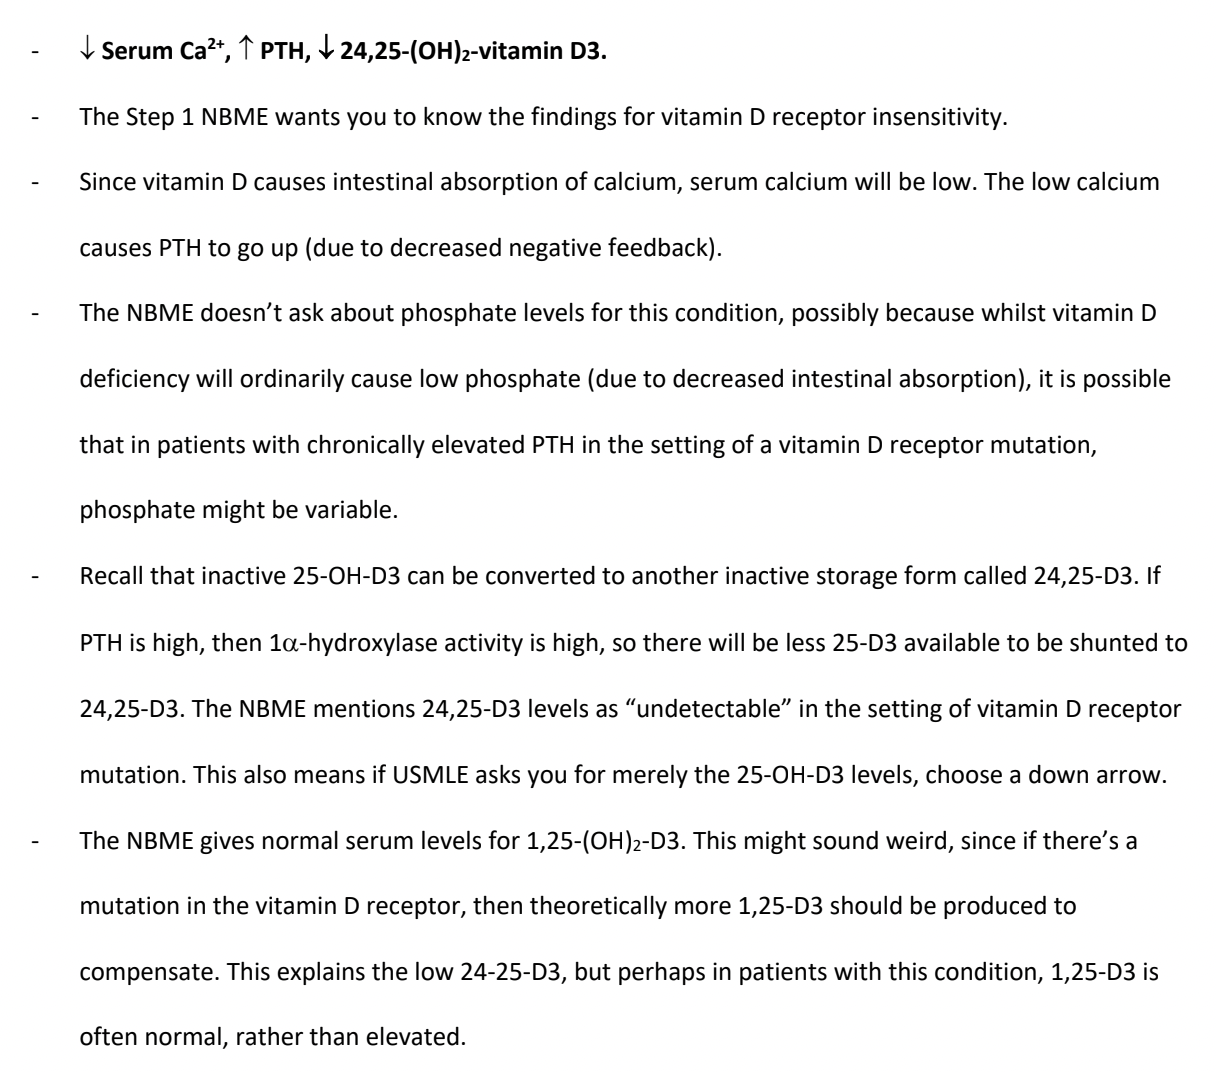 - ↓ Serum Ca²⁺, ↑ PTH, ↓ 24,25-(OH)₂-vitamin D3.
- The Step 1 NBME wants you to know the findings for vitamin D receptor insensitivity.
- Since vitamin D causes intestinal absorption of calcium, serum calcium will be low. The low calcium
causes PTH to go up (due to decreased negative feedback).
- The NBME doesn’t ask about phosphate levels for this condition, possibly because whilst vitamin D
deficiency will ordinarily cause low phosphate (due to decreased intestinal absorption), it is possible
that in patients with chronically elevated PTH in the setting of a vitamin D receptor mutation,
phosphate might be variable.
- Recall that inactive 25-OH-D3 can be converted to another inactive storage form called 24,25-D3. If
PTH is high, then 1α-hydroxylase activity is high, so there will be less 25-D3 available to be shunted to
24,25-D3. The NBME mentions 24,25-D3 levels as “undetectable” in the setting of vitamin D receptor
mutation. This also means if USMLE asks you for merely the 25-OH-D3 levels, choose a down arrow.
- The NBME gives normal serum levels for 1,25-(OH)₂-D3. This might sound weird, since if there’s a
mutation in the vitamin D receptor, then theoretically more 1,25-D3 should be produced to
compensate. This explains the low 24-25-D3, but perhaps in patients with this condition, 1,25-D3 is
often normal, rather than elevated.